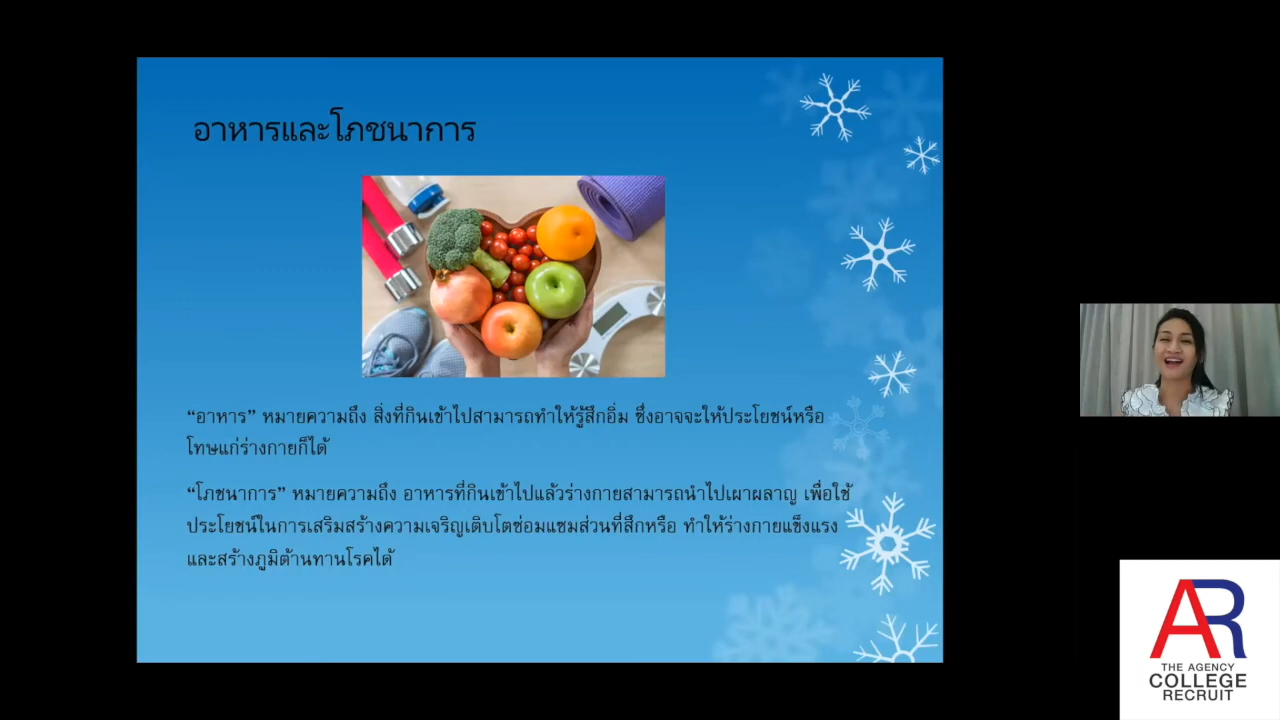 อาหารและโภชนาการ
“อาหาร” หมายความถึง สิ่งที่กินเข้าไปสามารถทำให้รู้สึกอิ่ม ซึ่งอาจจะให้ประโยชน์หรือ
โทษแก่ร่างกายก็ได้
“โภชนาการ” หมายความถึง อาหารที่กินเข้าไปแล้วร่างกายสามารถนำไปเผาผลาญ เพื่อใช้
ประโยชน์ในการเสริมสร้างความเจริญเติบโตซ่อมแซมส่วนที่สึกหรือ ทำให้ร่างกายแข็งแรง
และสร้างภูมิต้านทานโรคได้
AR
THE AGENCY
COLLEGE
RECRUIT